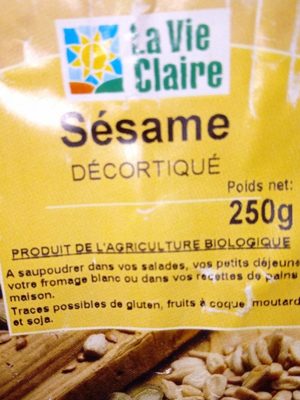 La Vie
Claire
Sésame
DÉCORTIQUÉ
Poids net:
250g
PRODUIT DE L'AGRICULTURE BIOLOGIQUE
A saupoudrer dans vos salades, vos petits déjeune
votre fromage blanc ou dans vos recettes de pains
maison.
Traces possibles de gluten, fruits à coque moutard
et soja.